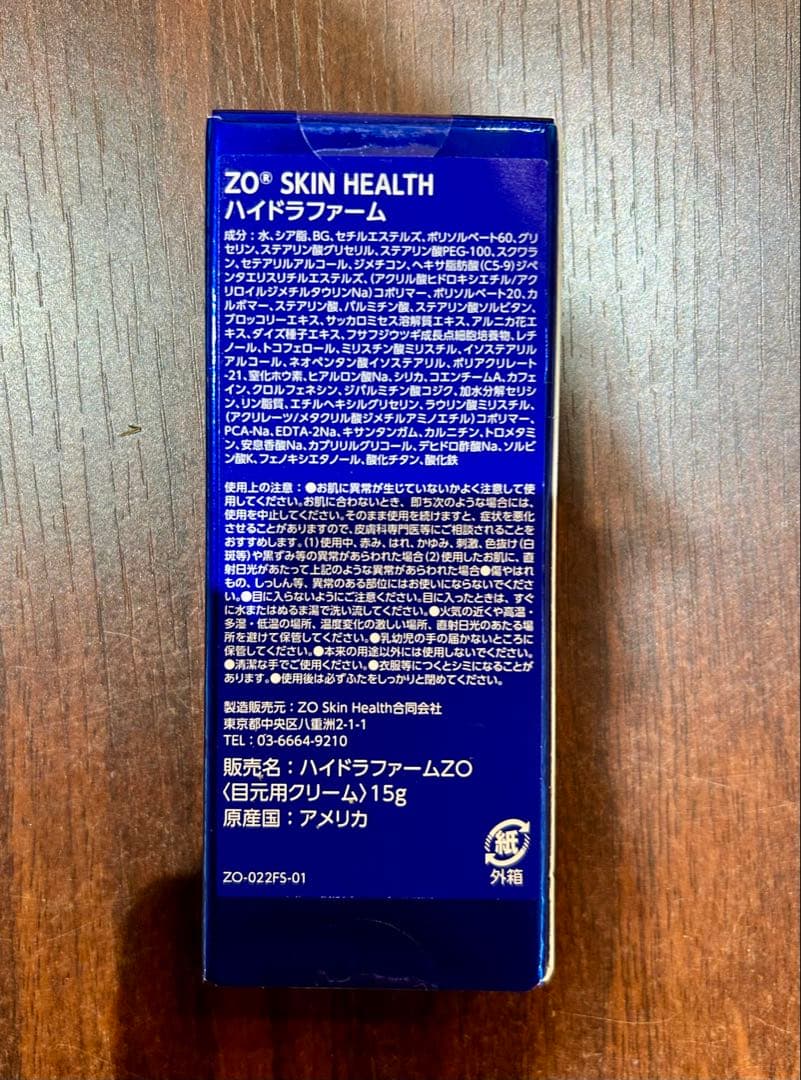 ZO® SKIN HEALTH
ハイドラファーム
成分：水、シア脂、BG、セチルエステルズ、ポリソルベート60、グリ
セリン、ステアリン酸グリセリル、ステアリン酸PEG-100、スクワラ
ン、セテアリルアルコール、ジメチコン、ヘキサ脂肪酸(C5-9)ジペ
ンタエリスリチルエステルズ、(アクリル酸ヒドロキシエチル/アク
リロイルジメチルタウリンNa)コポリマー、ポリソルベート20、カ
ルボマー、ステアリン酸、パルミチン酸、ステアリン酸ソルビタン、
ブロッコリーエキス、サッカロミセス溶解質エキス、アルニカ花エ
キス、ダイズ種子エキス、フサフジウツギ成長点細胞培養物、レチ
ノール、トコフェロール、ミリスチン酸ミリスチル、イソステアリル
アルコール、ネオペンタン酸イソステアリル、ポリアクリレート
-21、窒化ホウ素、ヒアルロン酸Na、シリカ、コエンチームA、カフェ
イン、クロルフェネシン、ジパルミチン酸コジク、加水分解セリシ
ン、リン脂質、エチルヘキシルグリセリン、ラウリン酸ミリスチル、
(アクリレーツ/メタクリル酸ジメチルアミノエチル)コポリマー、
PCA-Na、EDTA-2Na、キサンタンガム、カルニチン、トロメタミ
ン、安息香酸Na、カプリリルグリコール、デヒドロ酢酸Na、ソルビ
ン酸K、フェノキシエタノール、酸化チタン、酸化鉄
使用上の注意：●お肌に異常が生じていないかよく注意して使
用してください。お肌に合わないとき、即ち次のような場合には、
使用を中止してください。そのまま使用を続けますと、症状を悪化
させることがありますので、皮膚科専門医等にご相談されることを
おすすめします。(1)使用中、赤み、はれ、かゆみ、刺激、色抜け(白
斑等)や黒ずみ等の異常があらわれた場合(2)使用したお肌に、直
射日光があたって上記のような異常があらわれた場合●傷やはれ
もの、しっしん等、異常のある部位にはお使いにならないでくださ
い。●目に入らないようにご注意ください。目に入ったときは、すぐ
に水またはぬるま湯で洗い流してください。●火気の近くや高温・
多湿・低温の場所、温度変化の激しい場所、直射日光のあたる場
所を避けて保管してください。●乳幼児の手の届かないところに
保管してください。●本来の用途以外には使用しないでください。
●清潔な手でご使用ください。●衣服等につくとシミになることが
あります。●使用後は必ずふたをしっかりと閉めてください。
製造販売元：ZO Skin Health合同会社
東京都中央区八重洲2-1-1
TEL：03-6664-9210
販売名：ハイドラファームZO
〈目元用クリーム〉15g
原産国：アメリカ
紙
外箱
ZO-022FS-01